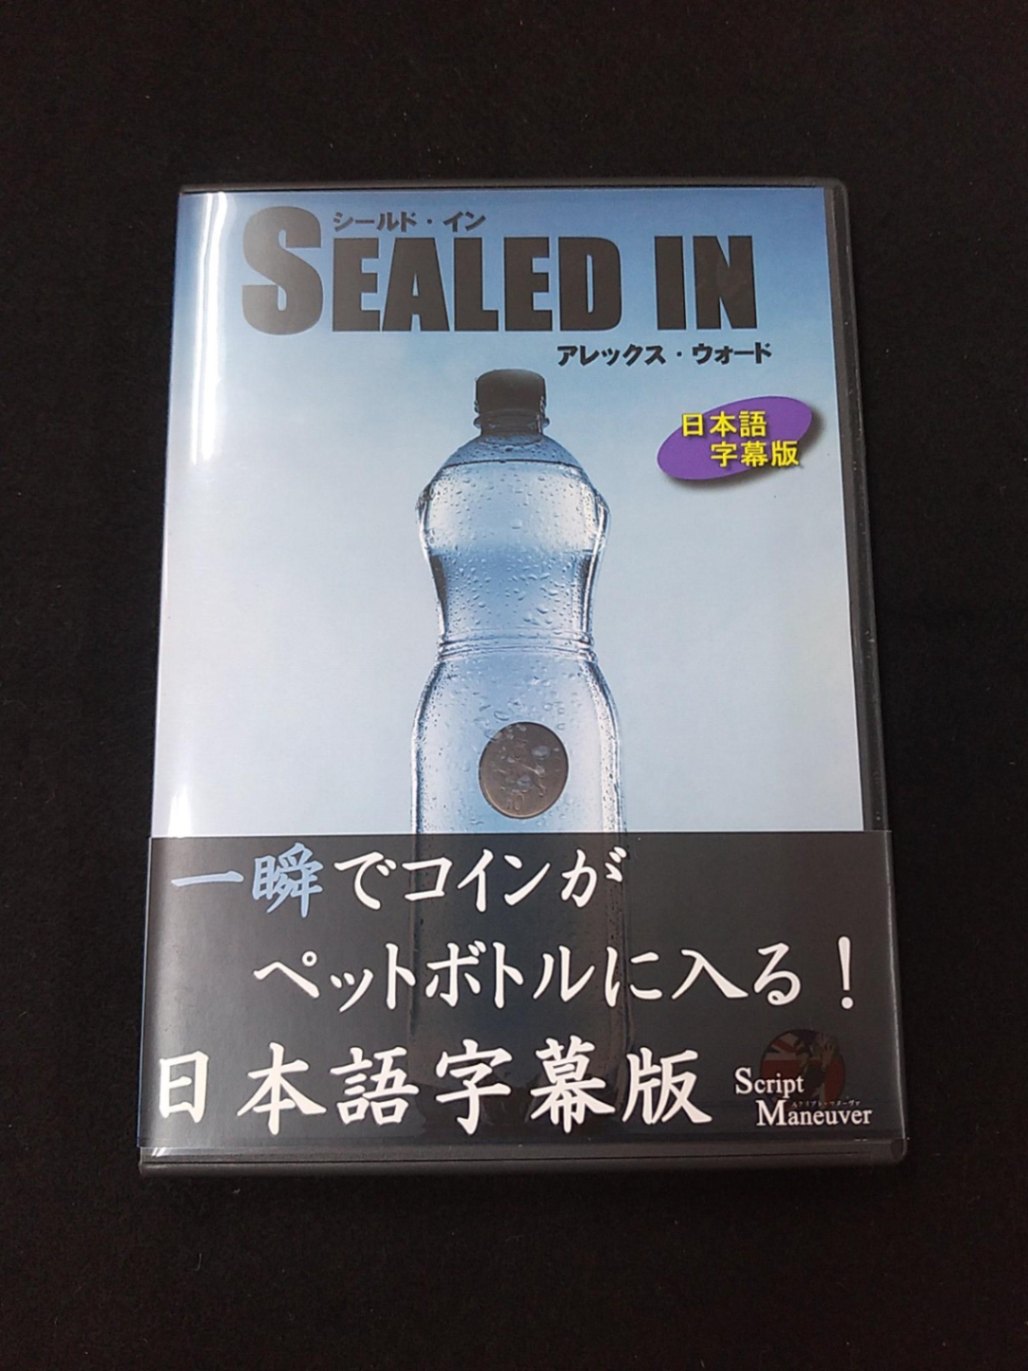 シールド・イン
SEALED IN
アレックス・ウォード
日本語
字幕版
10
一瞬でコインが
ペットボトルに入る！
日本語字幕版
Script
Maneuver